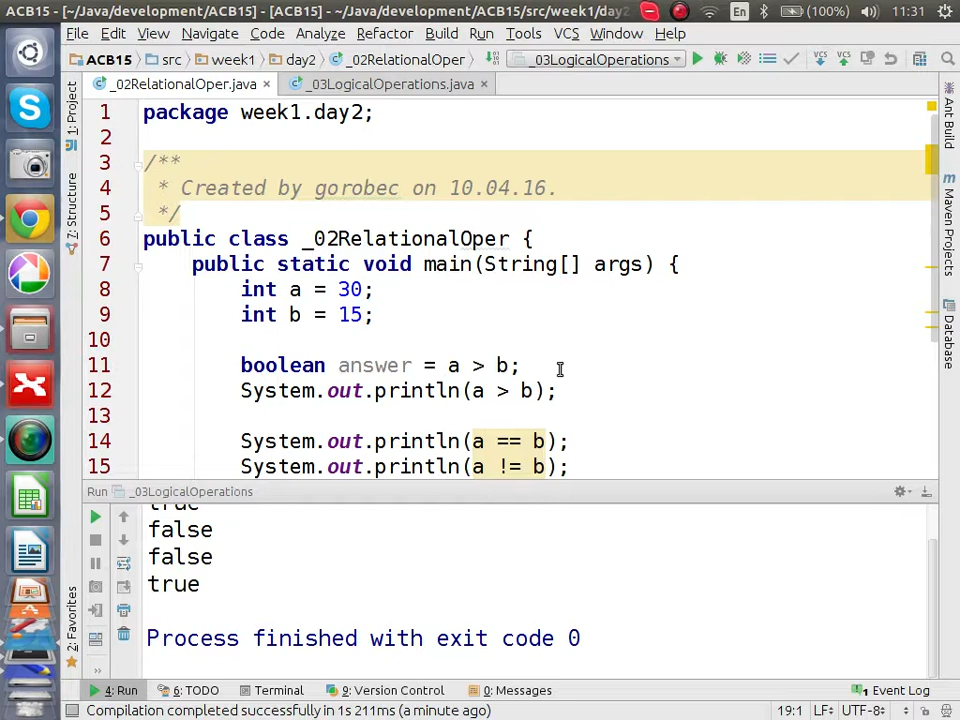 ACB15 - [~/Java/development/ACB15] - [ACB15] - ~/Java/development/ACB15/src/week1/day2 En (100%) 11:31
File Edit View Navigate Code Analyze Refactor Build Run Tools VCS Window Help
ACB15 src week1 day2 _02RelationalOper _03LogicalOperations VCS VCS
_02RelationalOper.java × _03LogicalOperations.java ×
1 package week1.day2;
2
3 /**
4 * Created by gorobec on 10.04.16.
5 */
6 public class _02RelationalOper {
7 public static void main(String[] args) {
8 int a = 30;
9 int b = 15;
10
11 boolean answer = a > b;
12 System.out.println(a > b);
13
14 System.out.println(a == b);
15 System.out.println(a != b);
1: Project
7: Structure
2: Favorites
Ant Build
Maven Projects
Database
Run _03LogicalOperations
true
false
false
true
Process finished with exit code 0
4: Run 6: TODO Terminal 9: Version Control 0: Messages 1 Event Log
Compilation completed successfully in 1s 211ms (a minute ago) 19:1 LF÷ UTF-8÷